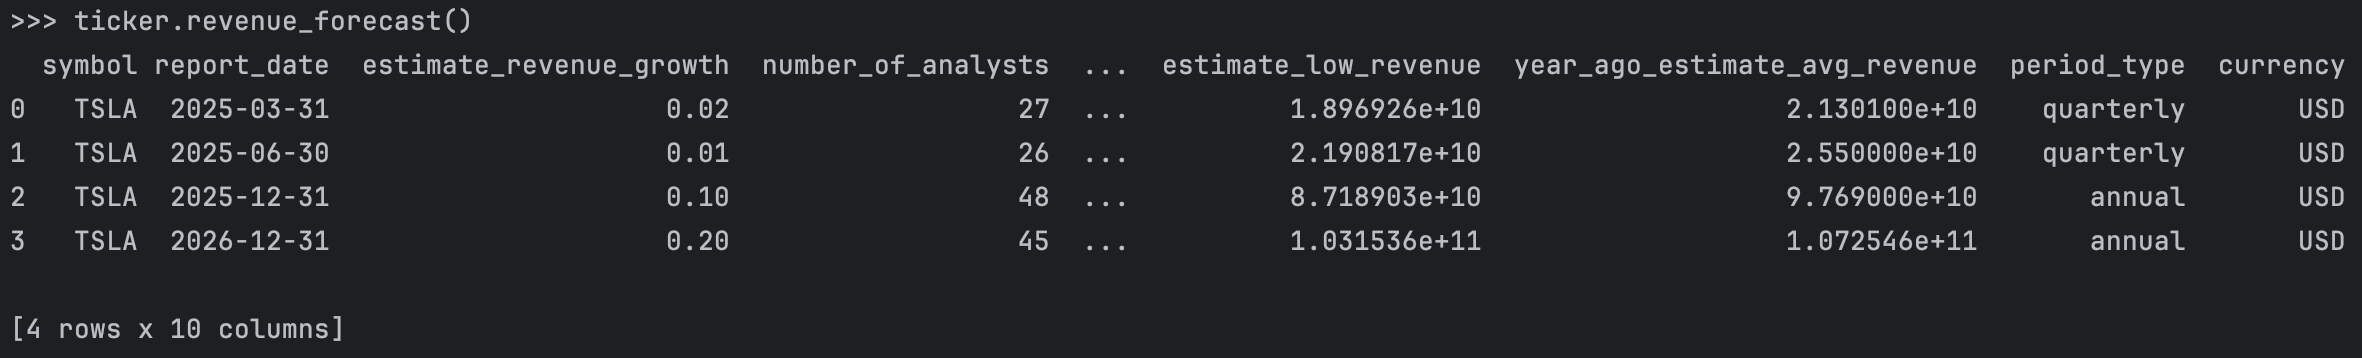 >>> ticker.revenue_forecast()
  symbol report_date  estimate_revenue_growth  number_of_analysts  ...  estimate_low_revenue  year_ago_estimate_avg_revenue  period_type  currency
0   TSLA  2025-03-31                     0.02                  27  ...          1.896926e+10                   2.130100e+10    quarterly       USD
1   TSLA  2025-06-30                     0.01                  26  ...          2.190817e+10                   2.550000e+10    quarterly       USD
2   TSLA  2025-12-31                     0.10                  48  ...          8.718903e+10                   9.769000e+10       annual       USD
3   TSLA  2026-12-31                     0.20                  45  ...          1.031536e+11                   1.072546e+11       annual       USD
[4 rows x 10 columns]